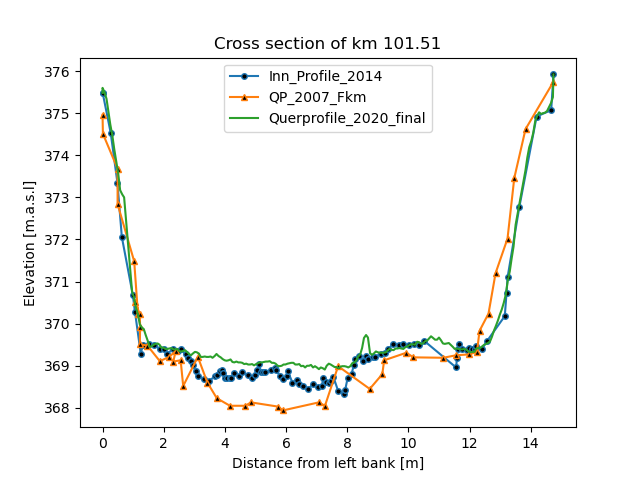 Cross section of km 101.51
Inn_Profile_2014
QP_2007_Fkm
Querprofile_2020_final
376
375
374
373
372
371
370
369
368
Elevation [m.a.s.l]
0 2 4 6 8 10 12 14
Distance from left bank [m]